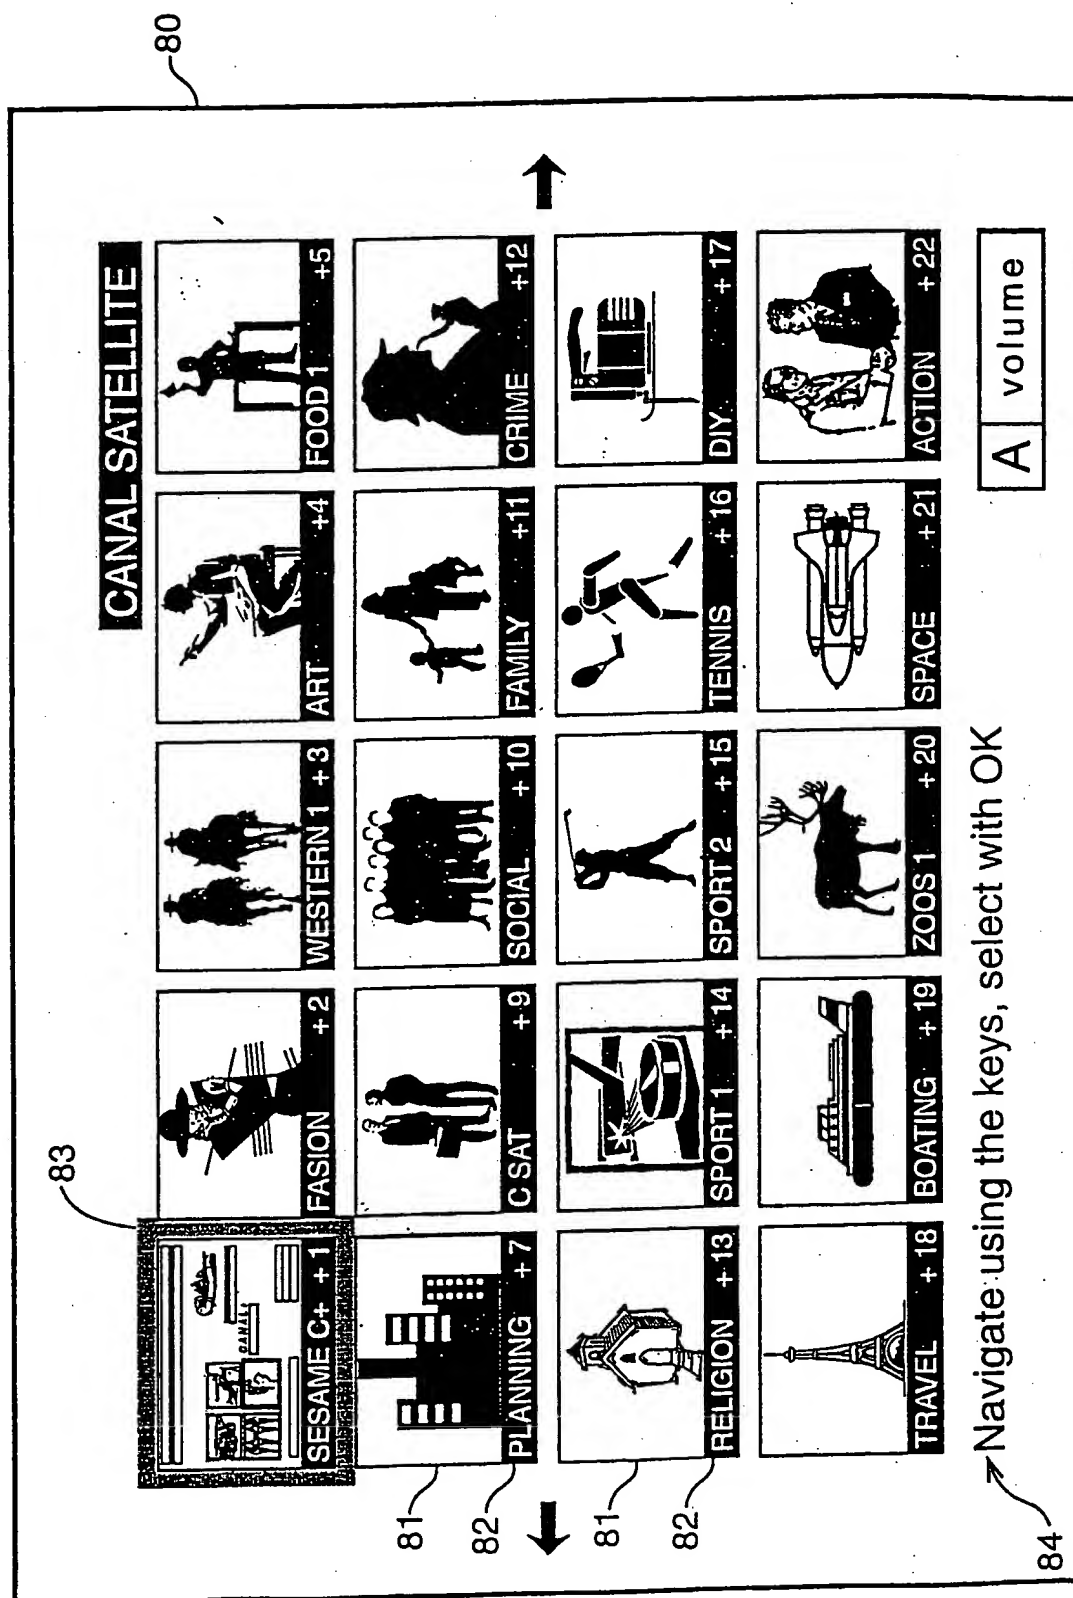 80
CANAL SATELLITE
83
SESAME C+ + 1
FASION + 2
WESTERN 1 + 3
ART +4
FOOD 1 +5
CANAL
81
82
PLANNING + 7
C SAT +9
SOCIAL + 10
FAMILY +11
CRIME +12
81
82
RELIGION + 13
SPORT 1 + 14
SPORT 2 + 15
TENNIS + 16
DIY + 17
TRAVEL + 18
BOATING + 19
ZOOS 1 + 20
SPACE + 21
ACTION + 22
84
Navigate using the keys, select with OK
A volume